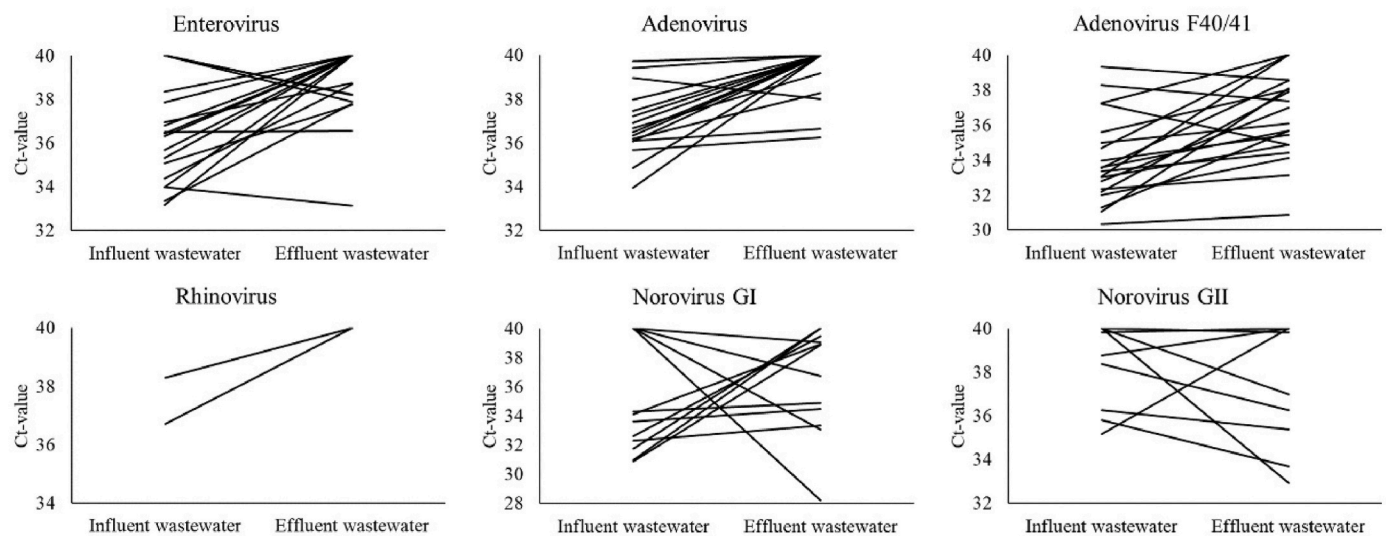 Enterovirus
Ct-value
40
38
36
34
32
Influent wastewater Effluent wastewater
Adenovirus
Ct-value
40
38
36
34
32
Influent wastewater Effluent wastewater
Adenovirus F40/41
Ct-value
40
38
36
34
32
30
Influent wastewater Effluent wastewater
Rhinovirus
Ct-value
40
38
36
34
Influent wastewater Effluent wastewater
Norovirus GI
Ct-value
40
38
36
34
32
30
28
Influent wastewater Effluent wastewater
Norovirus GII
Ct-value
40
38
36
34
32
Influent wastewater Effluent wastewater